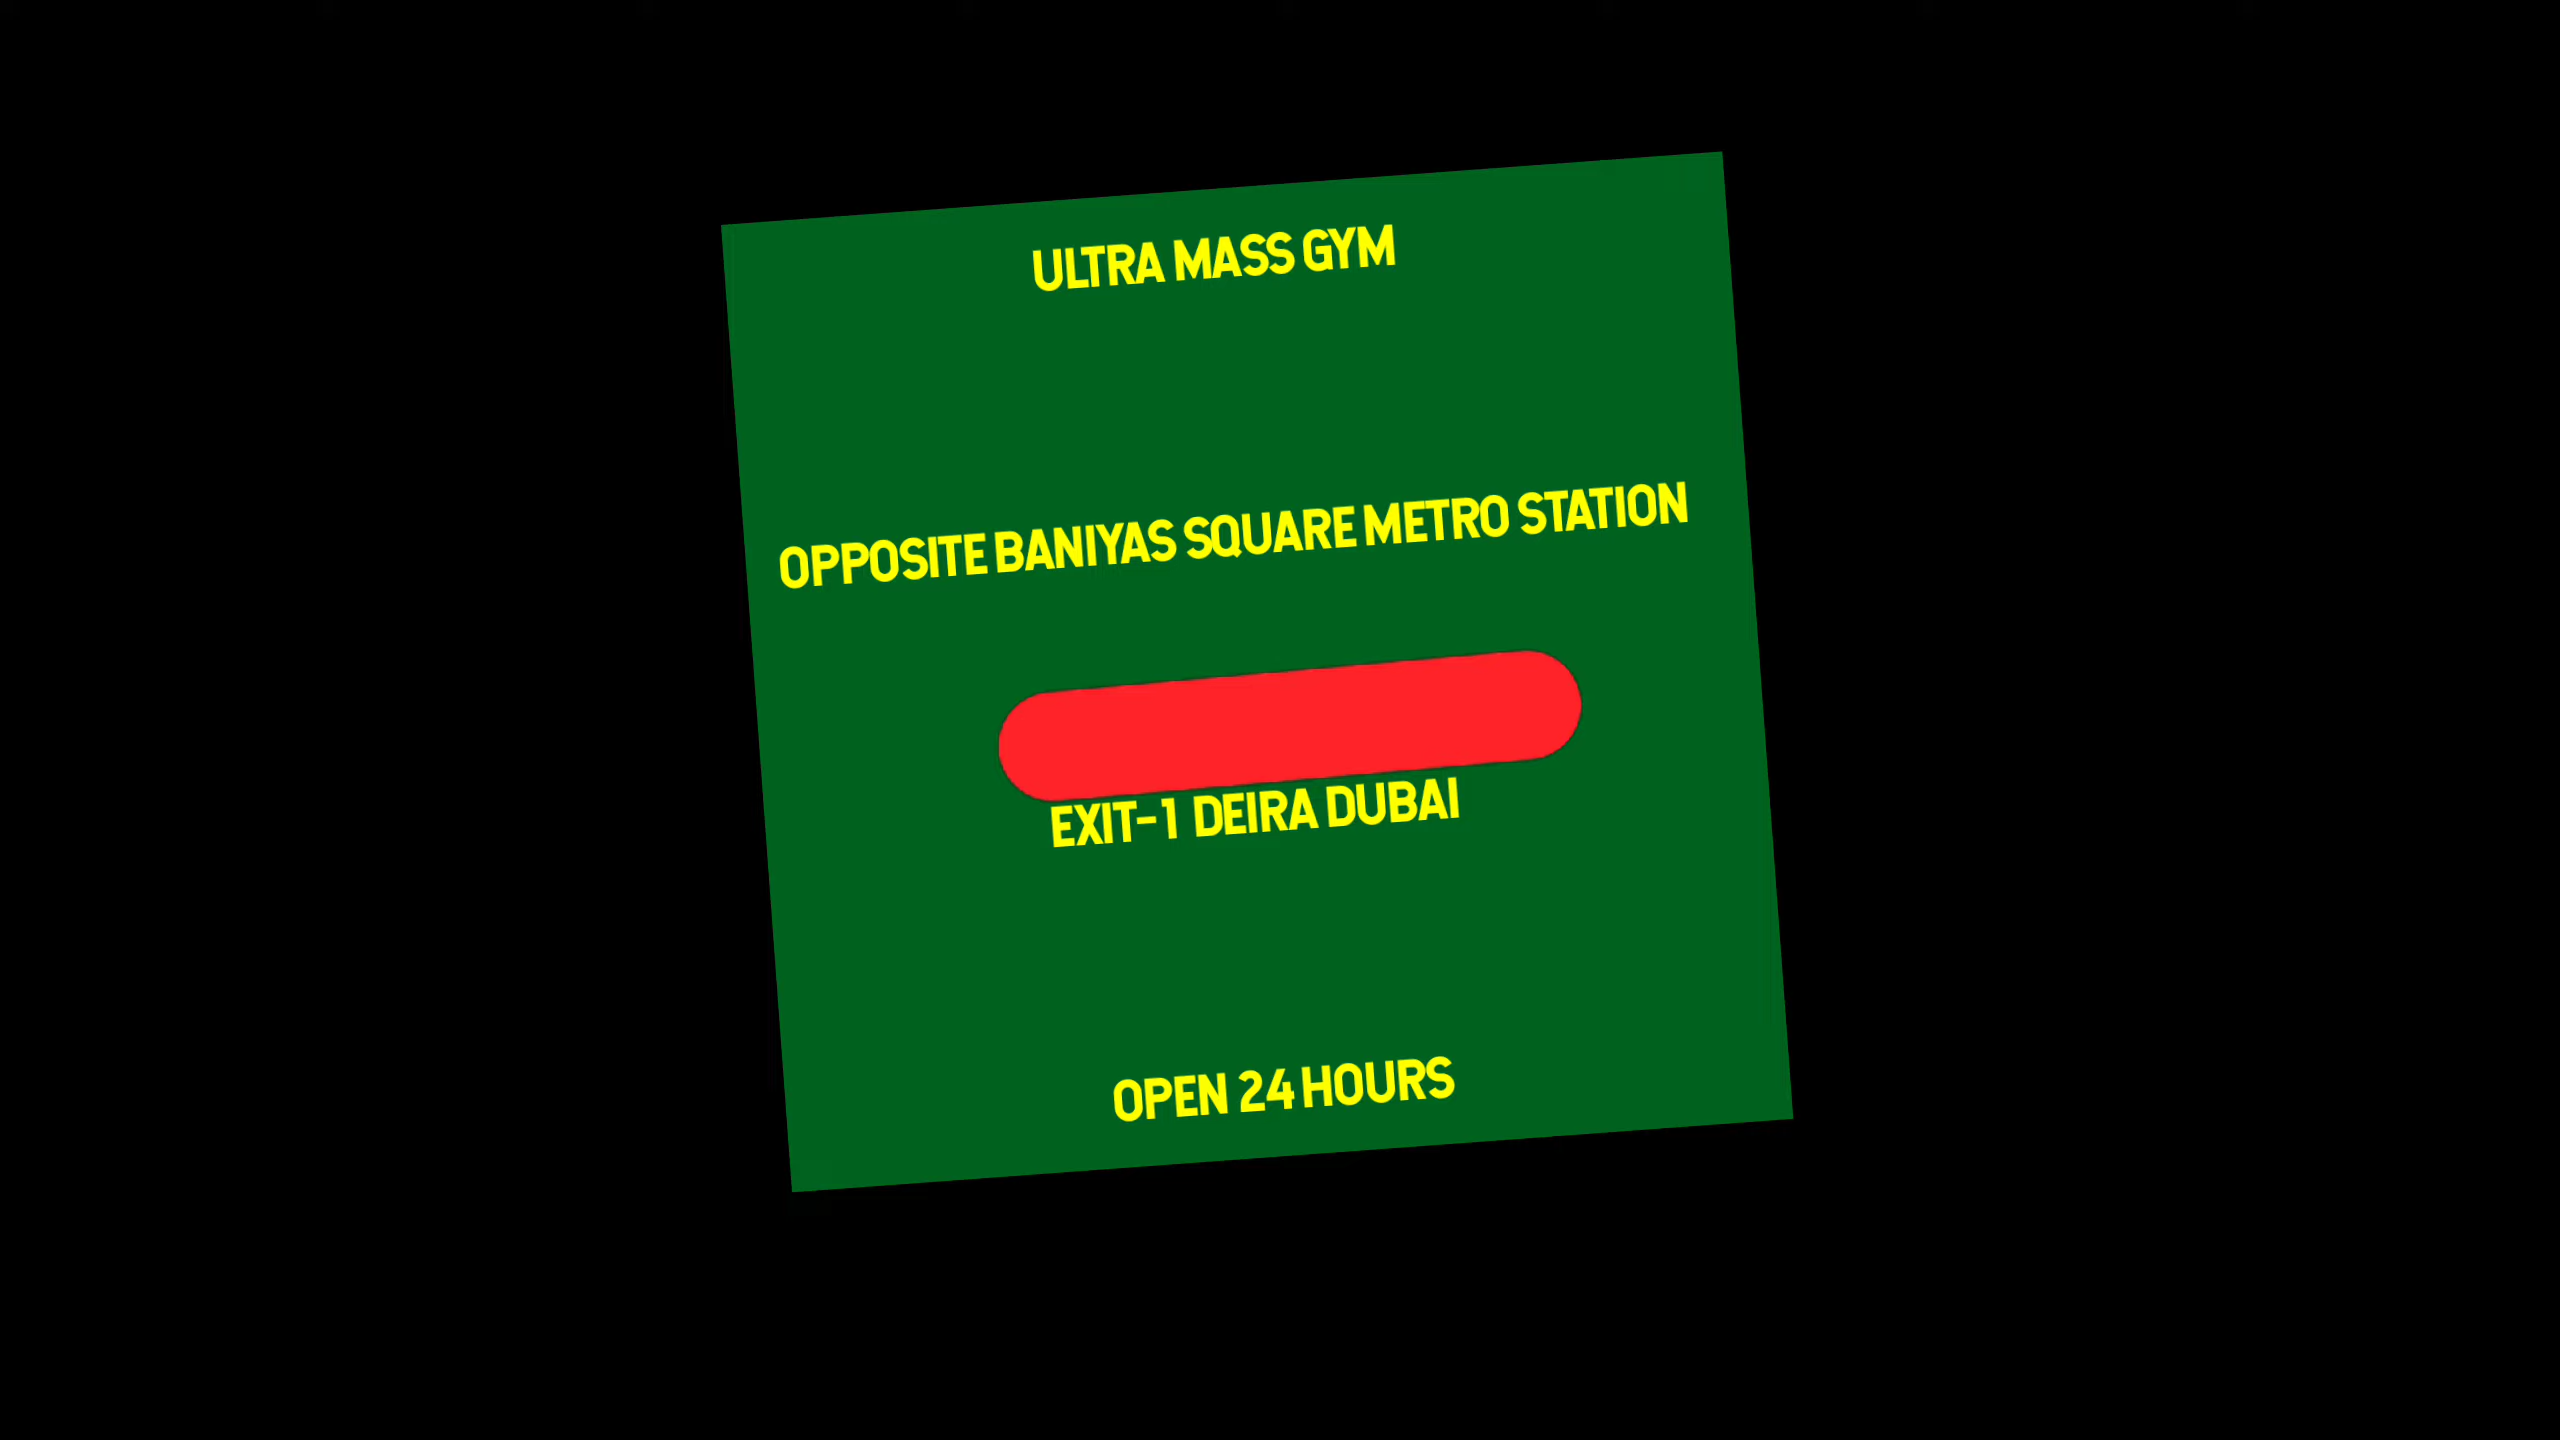 ULTRA MASS GYM
OPPOSITE BANIYAS SQUARE METRO STATION
EXIT-1 DEIRA DUBAI
OPEN 24 HOURS